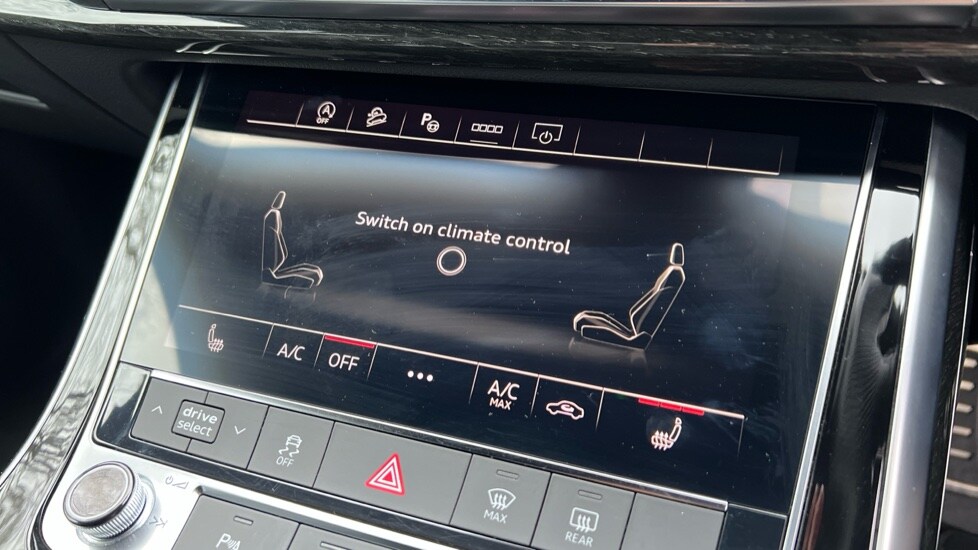 A
OFF
P
Switch on climate control
A/C
OFF
A/C
MAX
drive
select
OFF
MAX
REAR
P